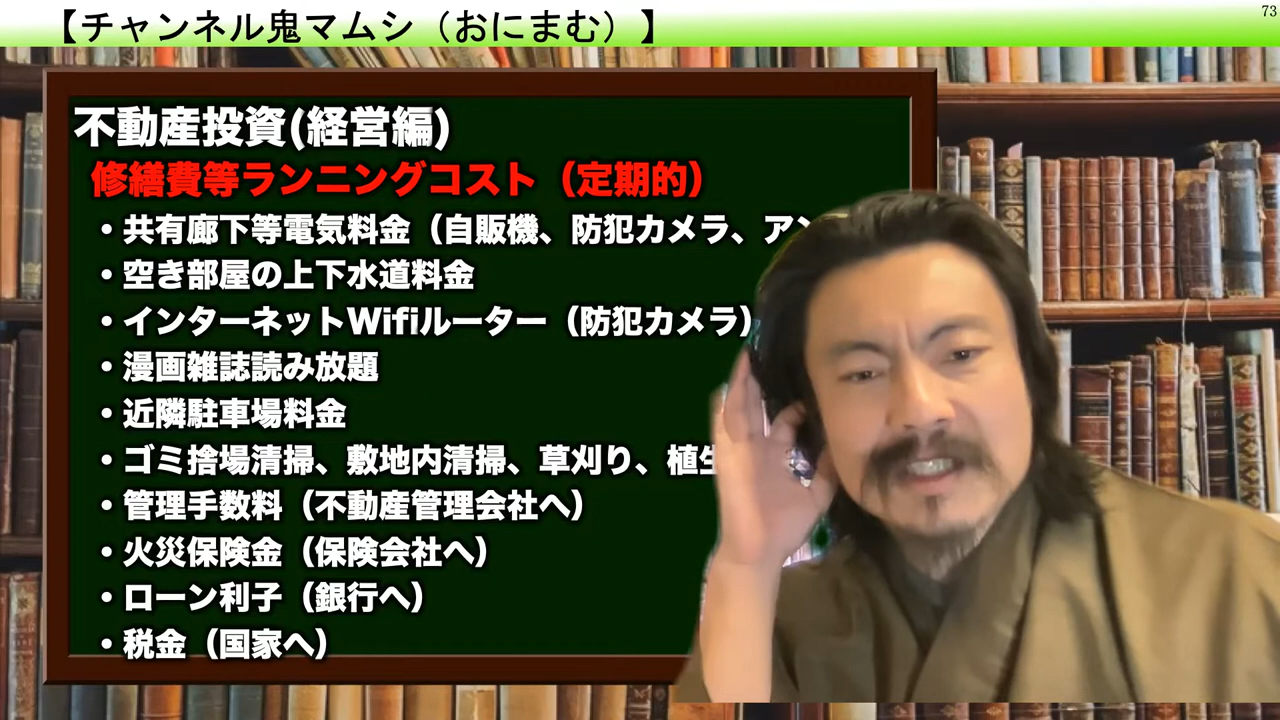 【チャンネル鬼マムシ（おにまむ）】
73
不動産投資(経営編)
修繕費等ランニングコスト（定期的）
・共有廊下等電気料金（自販機、防犯カメラ、アン
・空き部屋の上下水道料金
・インターネットWifiルーター（防犯カメラ）
・漫画雑誌読み放題
・近隣駐車場料金
・ゴミ捨場清掃、敷地内清掃、草刈り、植生
・管理手数料（不動産管理会社へ）
・火災保険金（保険会社へ）
・ローン利子（銀行へ）
・税金（国家へ）